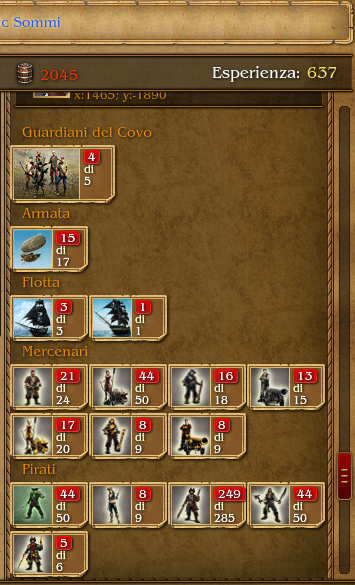 c Sommi
2045 Esperienza: 637
x:1465; y:-1890
Guardiani del Covo
4 di 5
Armata
15 di 17
Flotta
3 di 3
1 di 1
Mercenari
21 di 24
44 di 50
16 di 18
13 di 15
17 di 20
8 di 9
8 di 9
Pirati
44 di 50
8 di 9
249 di 285
44 di 50
5 di 6